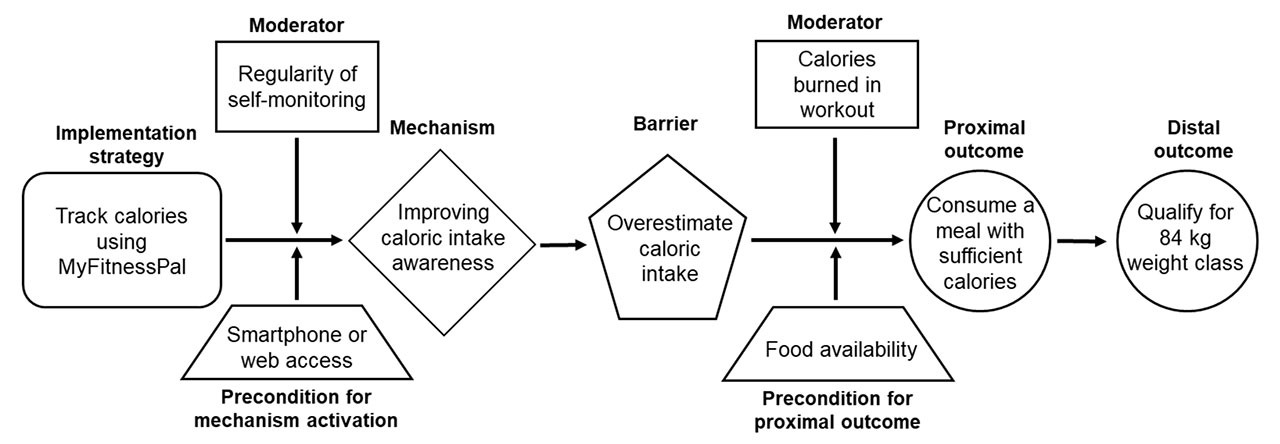 Implementation
strategy
Track calories
using
MyFitnessPal
Moderator
Regularity of
self-monitoring
Smartphone or
web access
Precondition for
mechanism activation
Mechanism
Improving
caloric intake
awareness
Barrier
Overestimate
caloric
intake
Moderator
Calories
burned in
workout
Food availability
Precondition for
proximal outcome
Proximal
outcome
Consume a
meal with
sufficient
calories
Distal
outcome
Qualify for
84 kg
weight class